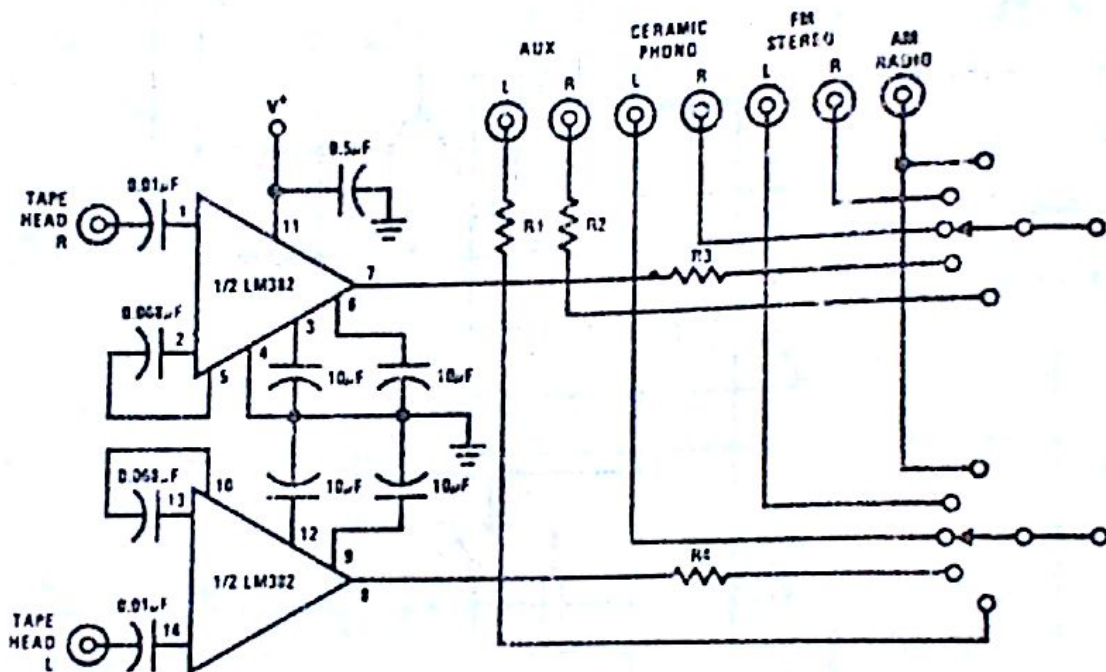 AUX
CERAMIC
PHONO
FM
STEREO
AM
RADIO
L
R
L
R
L
R
V+
0.5µF
0.01µF
TAPE
HEAD
R
1
11
R1
R2
7
R3
1/2 LM382
6
0.068µF
3
2
4
5
10µF
10µF
0.068µF
10
10µF
10µF
13
12
9
R4
1/2 LM382
8
0.01µF
TAPE
HEAD
L
14